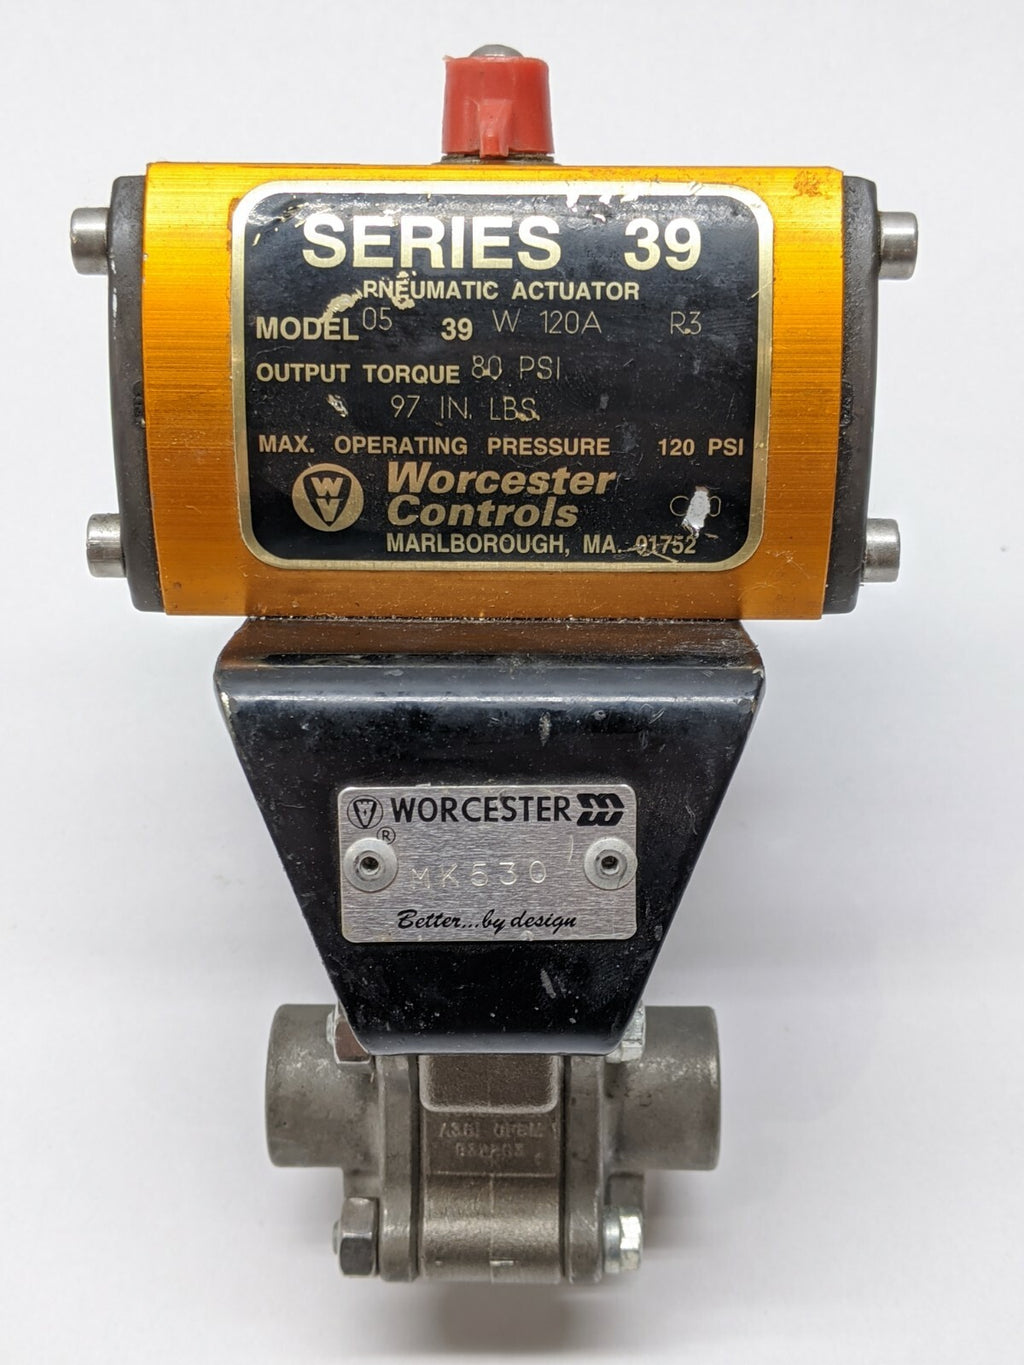 SERIES 39
PNEUMATIC ACTUATOR
MODEL 05 39 W 120A R3
OUTPUT TORQUE 80 PSI
97 IN. LBS
MAX. OPERATING PRESSURE 120 PSI
W
V
Worcester
Controls
MARLBOROUGH, MA. 01752
WORCESTER
®
MK530
Better...by design